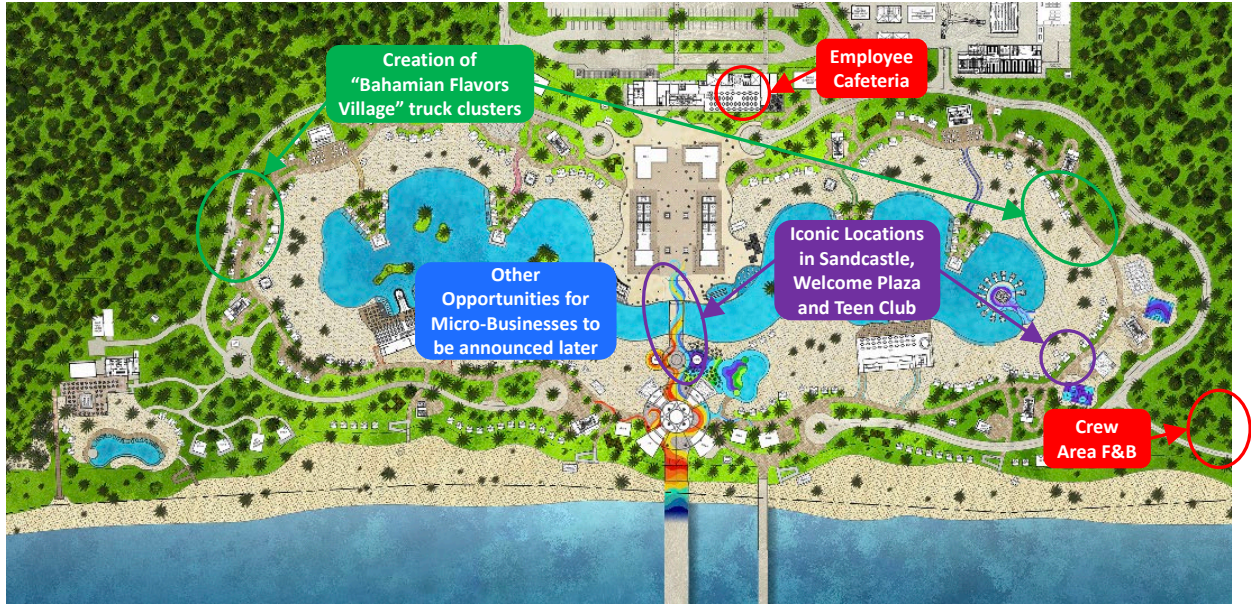 Creation of
“Bahamian Flavors
Village” truck clusters
Employee
Cafeteria
Iconic Locations
in Sandcastle,
Welcome Plaza
and Teen Club
Other
Opportunities for
Micro-Businesses to
be announced later
Crew
Area F&B